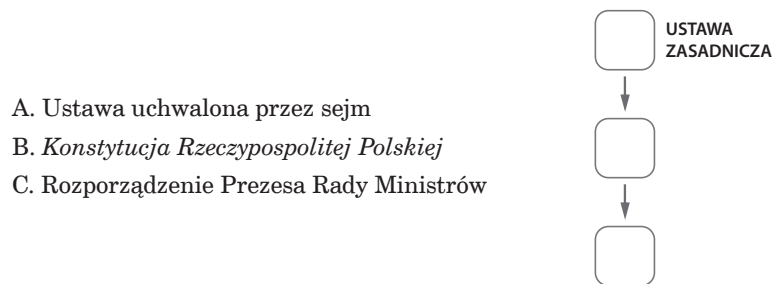 USTAWA
ZASADNICZA
A. Ustawa uchwalona przez sejm
B. Konstytucja Rzeczypospolitej Polskiej
C. Rozporządzenie Prezesa Rady Ministrów